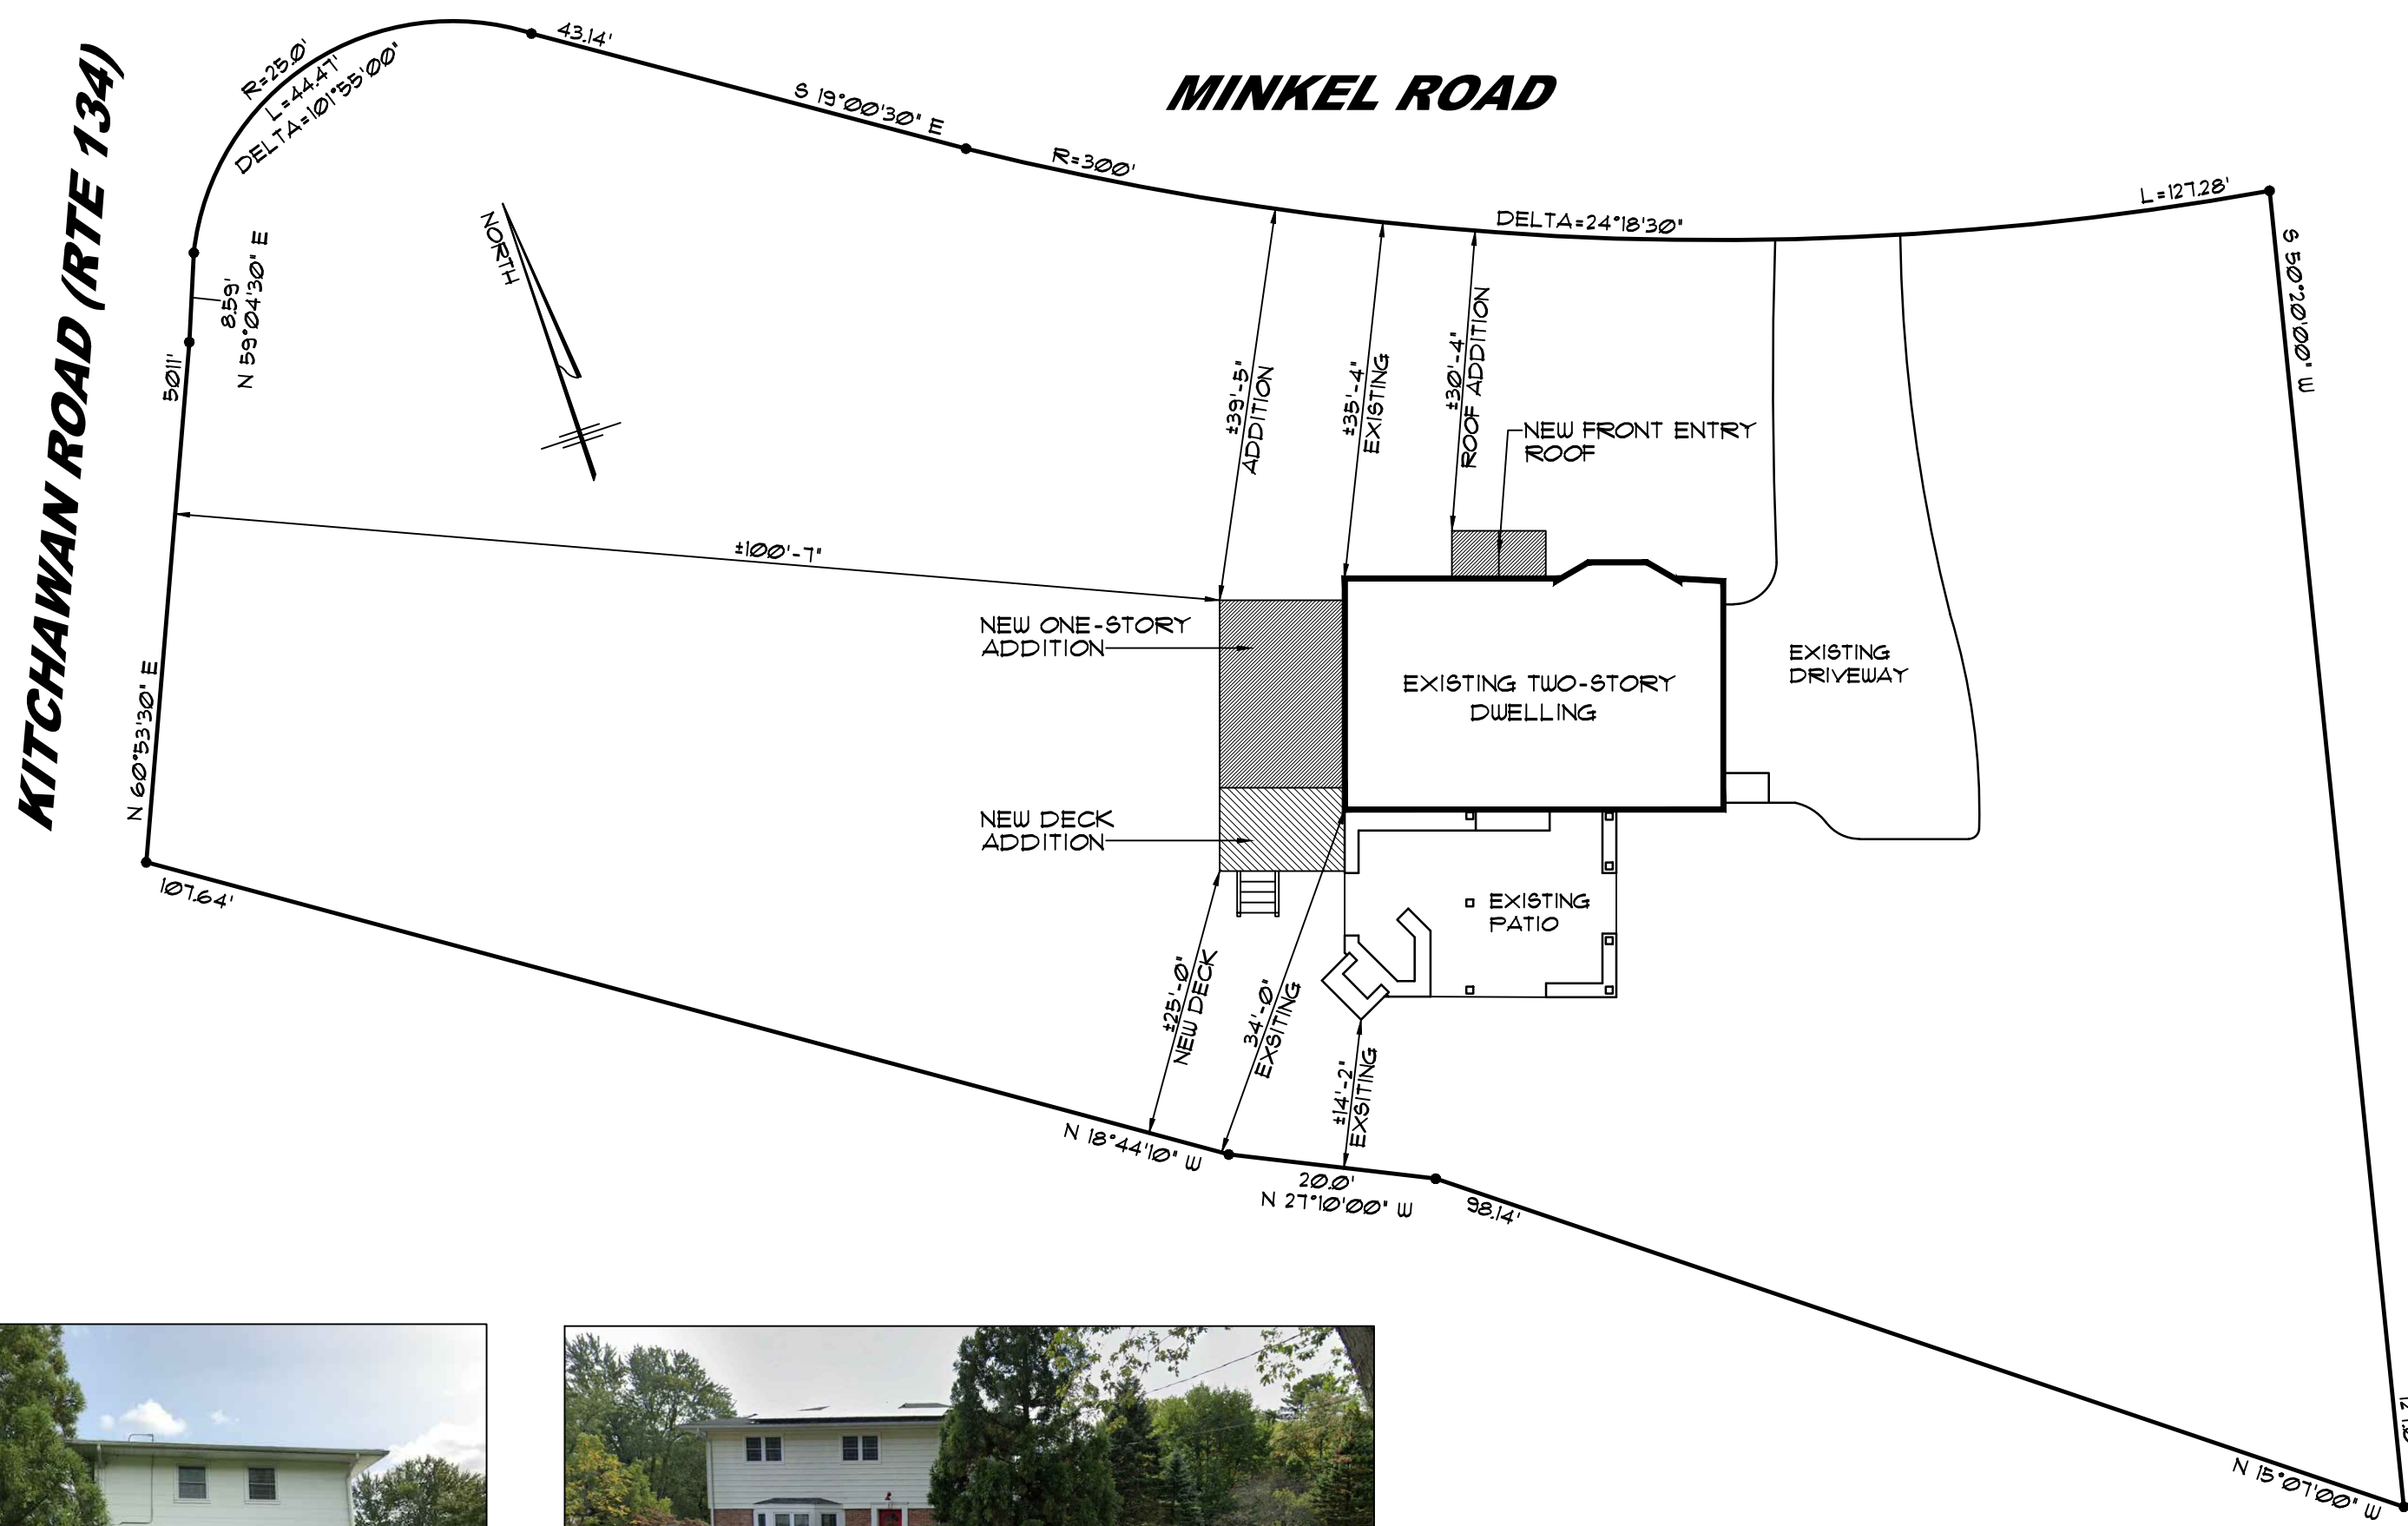 KITCHAWAN ROAD (RTE 134)
MINKEL ROAD
R=25.0'
L=44.47'
DELTA=101°55'00"
43.14'
S 19°00'30" E
R=300'
DELTA=24°18'30"
L=127.28'
S 50°20'00" W
NORTH
8.59'
N 59°04'30" E
50.11'
N 60°53'30" E
±39'-5"
ADDITION
±35'-4"
EXISTING
±30'-4"
ROOF ADDITION
NEW FRONT ENTRY
ROOF
±100'-7"
NEW ONE-STORY
ADDITION
EXISTING TWO-STORY
DWELLING
EXISTING
DRIVEWAY
NEW DECK
ADDITION
EXISTING
PATIO
107.64'
±25'-0"
NEW DECK
34'-0"
EXSITING
±14'-2"
EXSITING
N 18°44'10" W
20.0'
N 27°10'00" W
98.14'
N 15°07'00" W